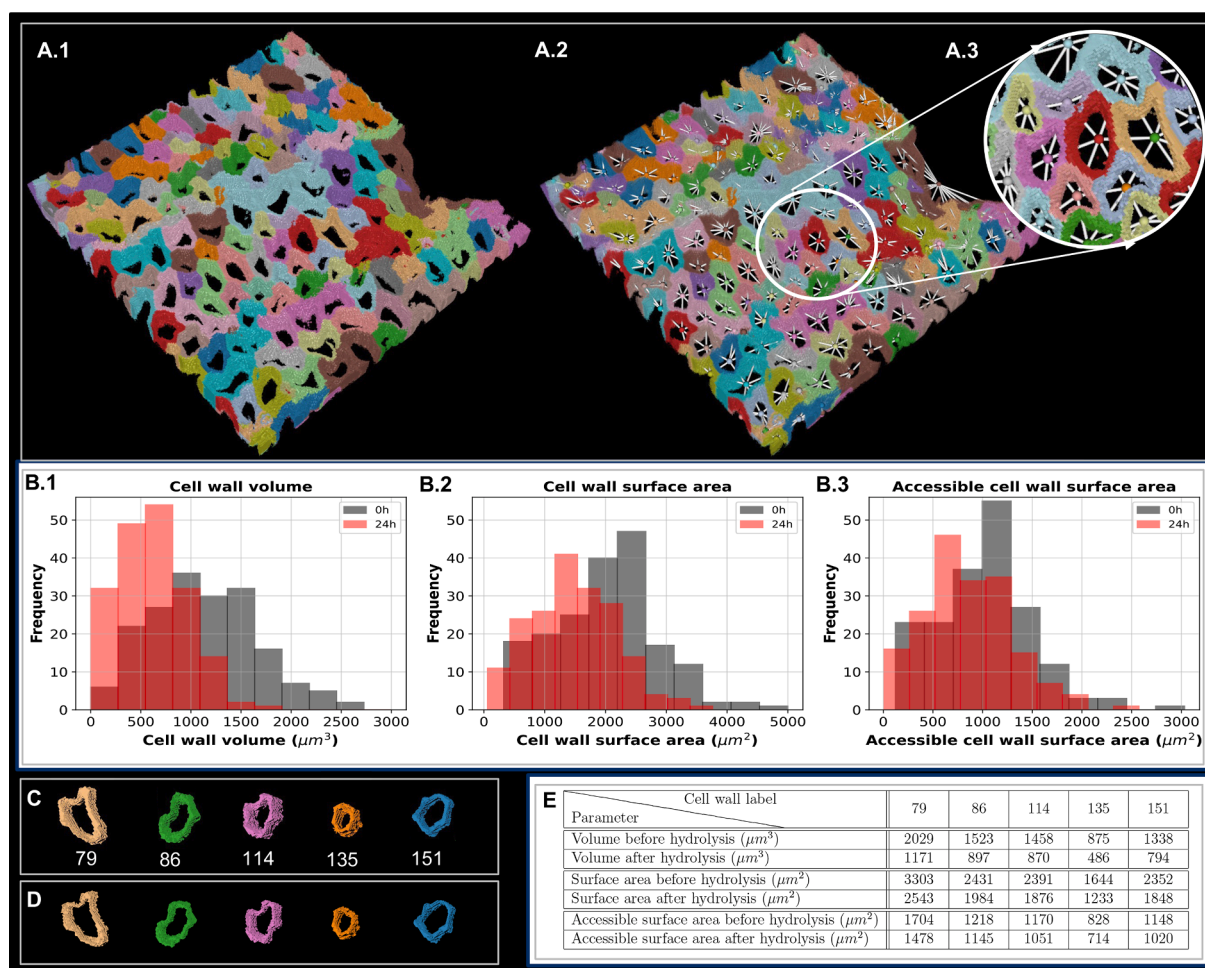 A.1 A.2 A.3
B.1 Cell wall volume
0h
24h
50
40
30
20
10
0
Frequency
0 500 1000 1500 2000 2500 3000
Cell wall volume (μm³)
B.2 Cell wall surface area
0h
24h
50
40
30
20
10
0
Frequency
0 1000 2000 3000 4000 5000
Cell wall surface area (μm²)
B.3 Accessible cell wall surface area
0h
24h
50
40
30
20
10
0
Frequency
0 500 1000 1500 2000 2500 3000
Accessible cell wall surface area (μm²)
C
79 86 114 135 151
D
E
Cell wall label 79 86 114 135 151
Parameter
Volume before hydrolysis (μm³) 2029 1523 1458 875 1338
Volume after hydrolysis (μm³) 1171 897 870 486 794
Surface area before hydrolysis (μm²) 3303 2431 2391 1644 2352
Surface area after hydrolysis (μm²) 2543 1984 1876 1233 1848
Accessible surface area before hydrolysis (μm²) 1704 1218 1170 828 1148
Accessible surface area after hydrolysis (μm²) 1478 1145 1051 714 1020